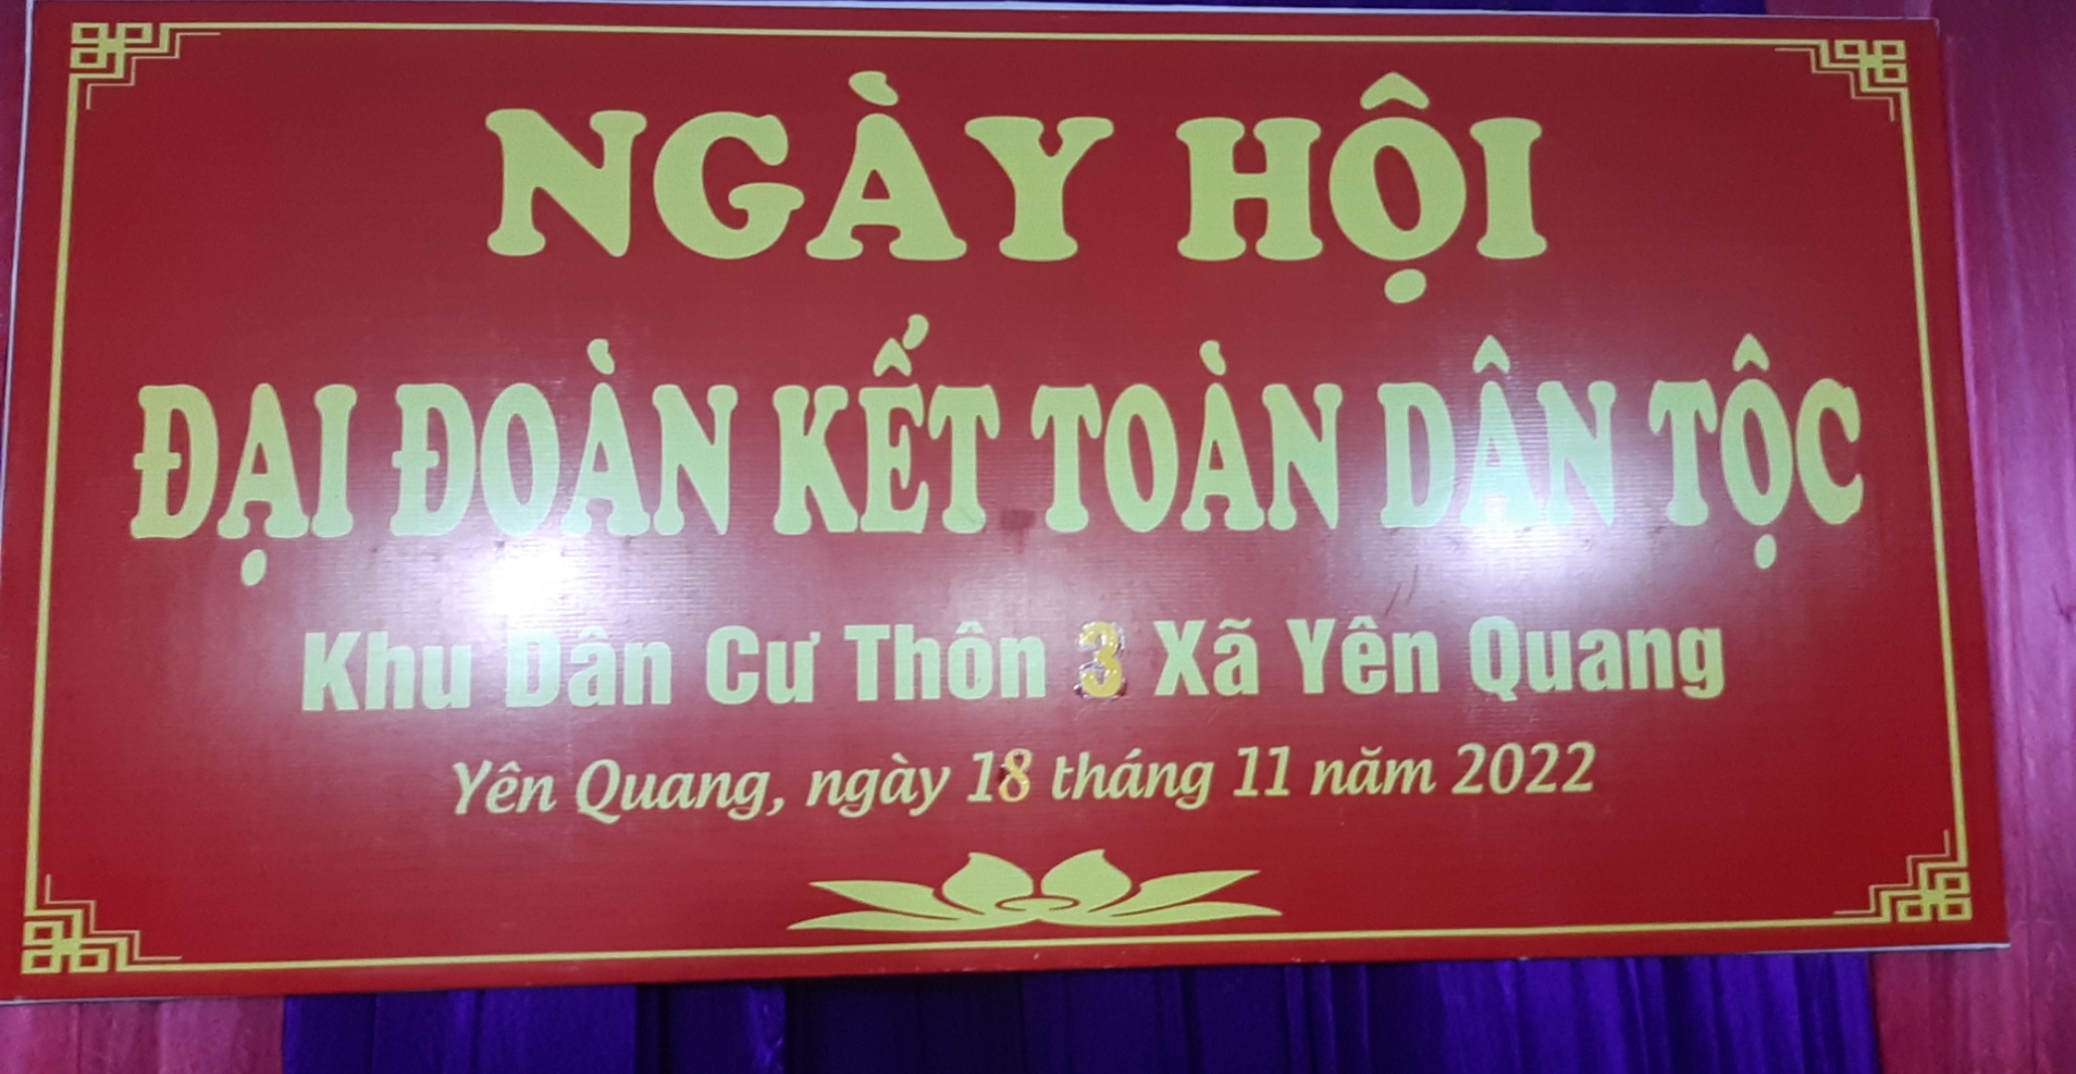 NGÀY HỘI
ĐẠI ĐOÀN KẾT TOÀN DÂN TỘC
Khu Dân Cư Thôn 3 Xã Yên Quang
Yên Quang, ngày 18 tháng 11 năm 2022